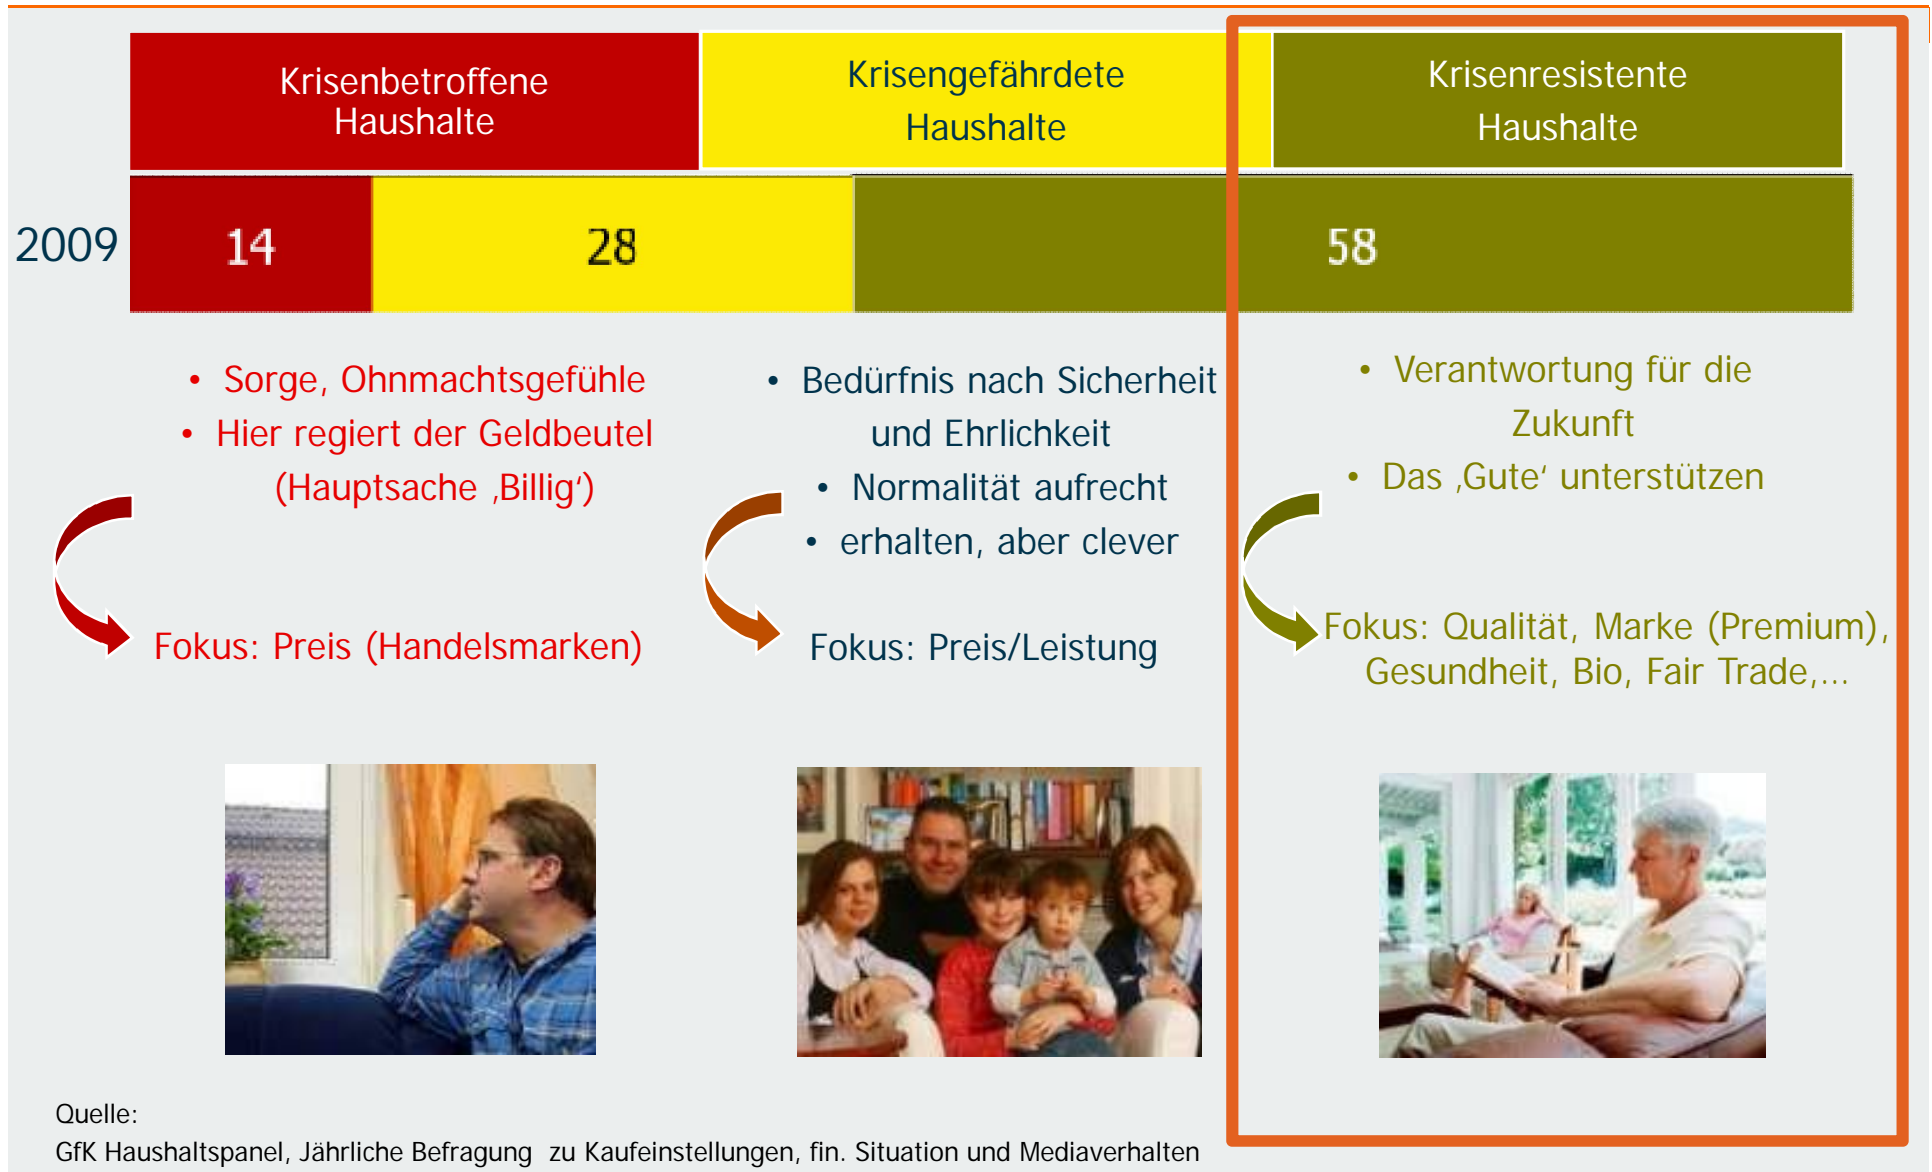 Krisenbetroffene
Haushalte
Krisengefährdete
Haushalte
Krisenresistente
Haushalte
2009
14
28
58
• Sorge, Ohnmachtsgefühle
• Hier regiert der Geldbeutel
(Hauptsache ‚Billig‘)
Fokus: Preis (Handelsmarken)
• Bedürfnis nach Sicherheit
und Ehrlichkeit
• Normalität aufrecht
• erhalten, aber clever
Fokus: Preis/Leistung
• Verantwortung für die
Zukunft
• Das ‚Gute‘ unterstützen
Fokus: Qualität, Marke (Premium),
Gesundheit, Bio, Fair Trade,...
Quelle:
GfK Haushaltspanel, Jährliche Befragung zu Kaufeinstellungen, fin. Situation und Mediaverhalten